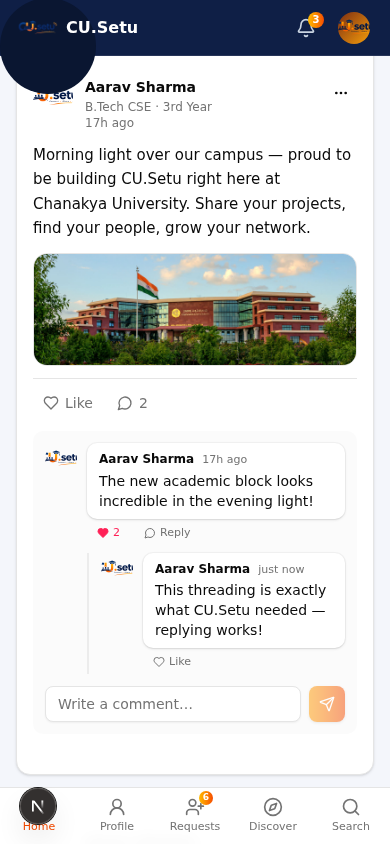 CU.Setu
3
Aarav Sharma
B.Tech CSE · 3rd Year
17h ago
Morning light over our campus — proud to
be building CU.Setu right here at
Chanakya University. Share your projects,
find your people, grow your network.
Like
2
Aarav Sharma 17h ago
The new academic block looks
incredible in the evening light!
2 Reply
Aarav Sharma just now
This threading is exactly
what CU.Setu needed —
replying works!
Like
Write a comment...
N
6
Home
Profile
Requests
Discover
Search